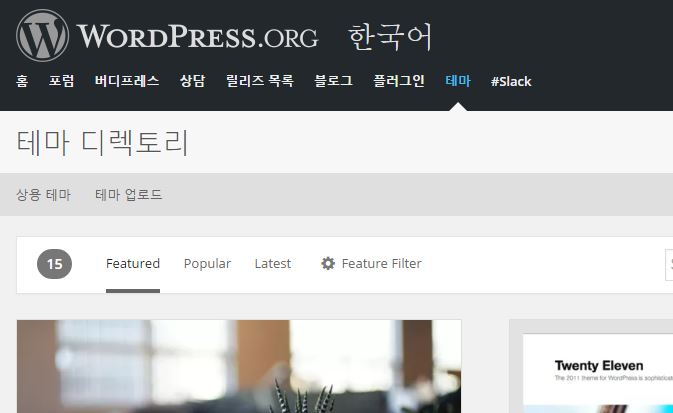 WORDPRESS.ORG 한국어
홈 포럼 버디프레스 상담 릴리즈 목록 블로그 플러그인 테마 #Slack
테마 디렉토리
상용 테마 테마 업로드
15 Featured Popular Latest Feature Filter
Twenty Eleven
The 2011 theme for WordPress is sophisticate